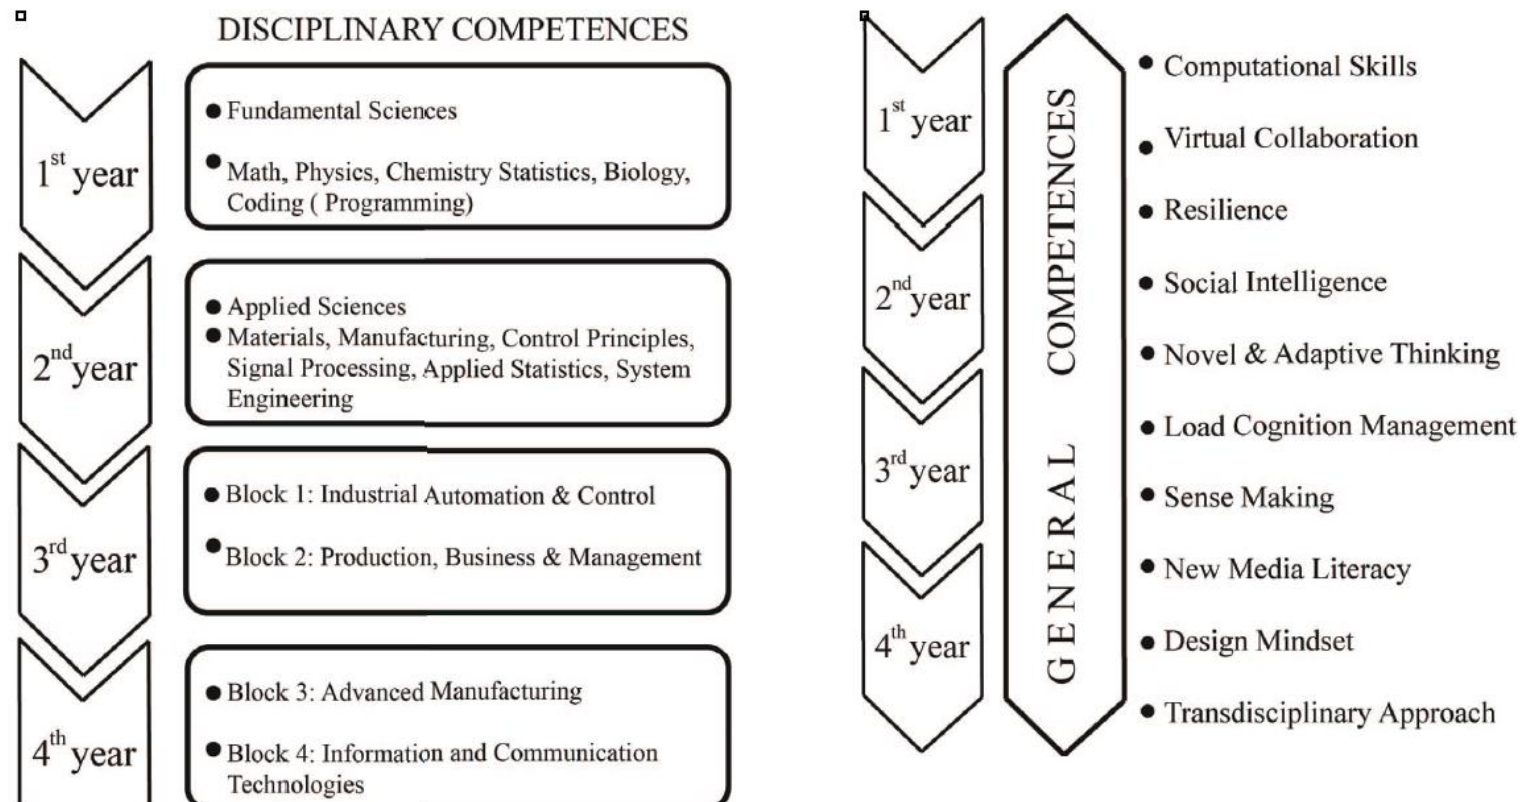 DISCIPLINARY COMPETENCES
1st year
• Fundamental Sciences
• Math, Physics, Chemistry Statistics, Biology,
Coding ( Programming)
2nd year
• Applied Sciences
• Materials, Manufacturing, Control Principles,
Signal Processing, Applied Statistics, System
Engineering
3rd year
• Block 1: Industrial Automation & Control
• Block 2: Production, Business & Management
4th year
• Block 3: Advanced Manufacturing
• Block 4: Information and Communication
Technologies
1st year
2nd year
3rd year
4th year
GENERAL COMPETENCES
• Computational Skills
• Virtual Collaboration
• Resilience
• Social Intelligence
• Novel & Adaptive Thinking
• Load Cognition Management
• Sense Making
• New Media Literacy
• Design Mindset
• Transdisciplinary Approach